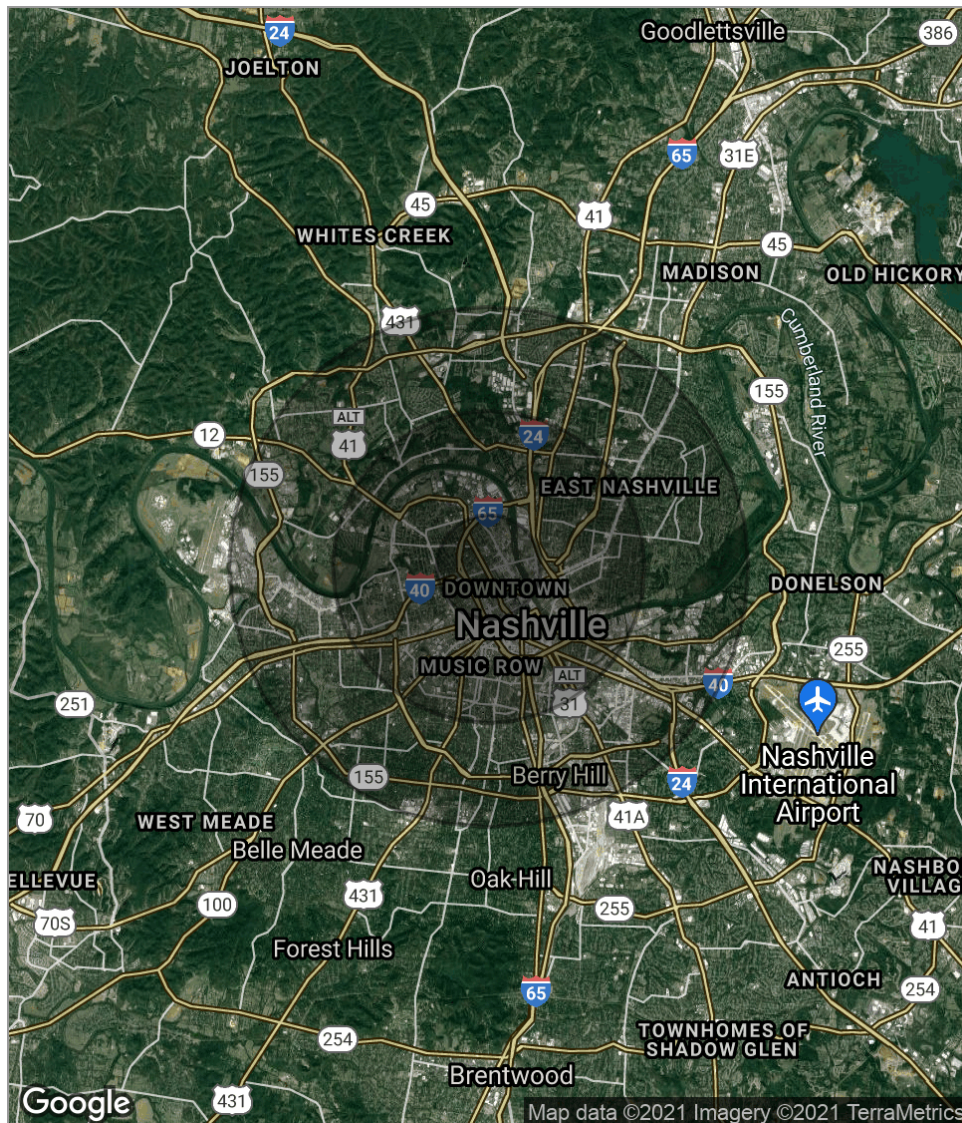 Goodlettsville
386
24
JOELTON
65
31E
45
41
WHITES CREEK
45
MADISON
OLD HICKORY
431
Cumberland River
155
ALT
41
12
24
155
EAST NASHVILLE
65
40
DOWNTOWN
DONELSON
Nashville
255
MUSIC ROW
ALT
31
40
251
Nashville
International
Airport
155
Berry Hill
24
70
WEST MEADE
41A
Belle Meade
NASHBO
VILLAG
ELLEVUE
Oak Hill
431
100
255
70S
41
Forest Hills
ANTIOCH
65
254
254
TOWNHOMES OF
SHADOW GLEN
Brentwood
431
Google
Map data ©2021 Imagery ©2021 TerraMetrics